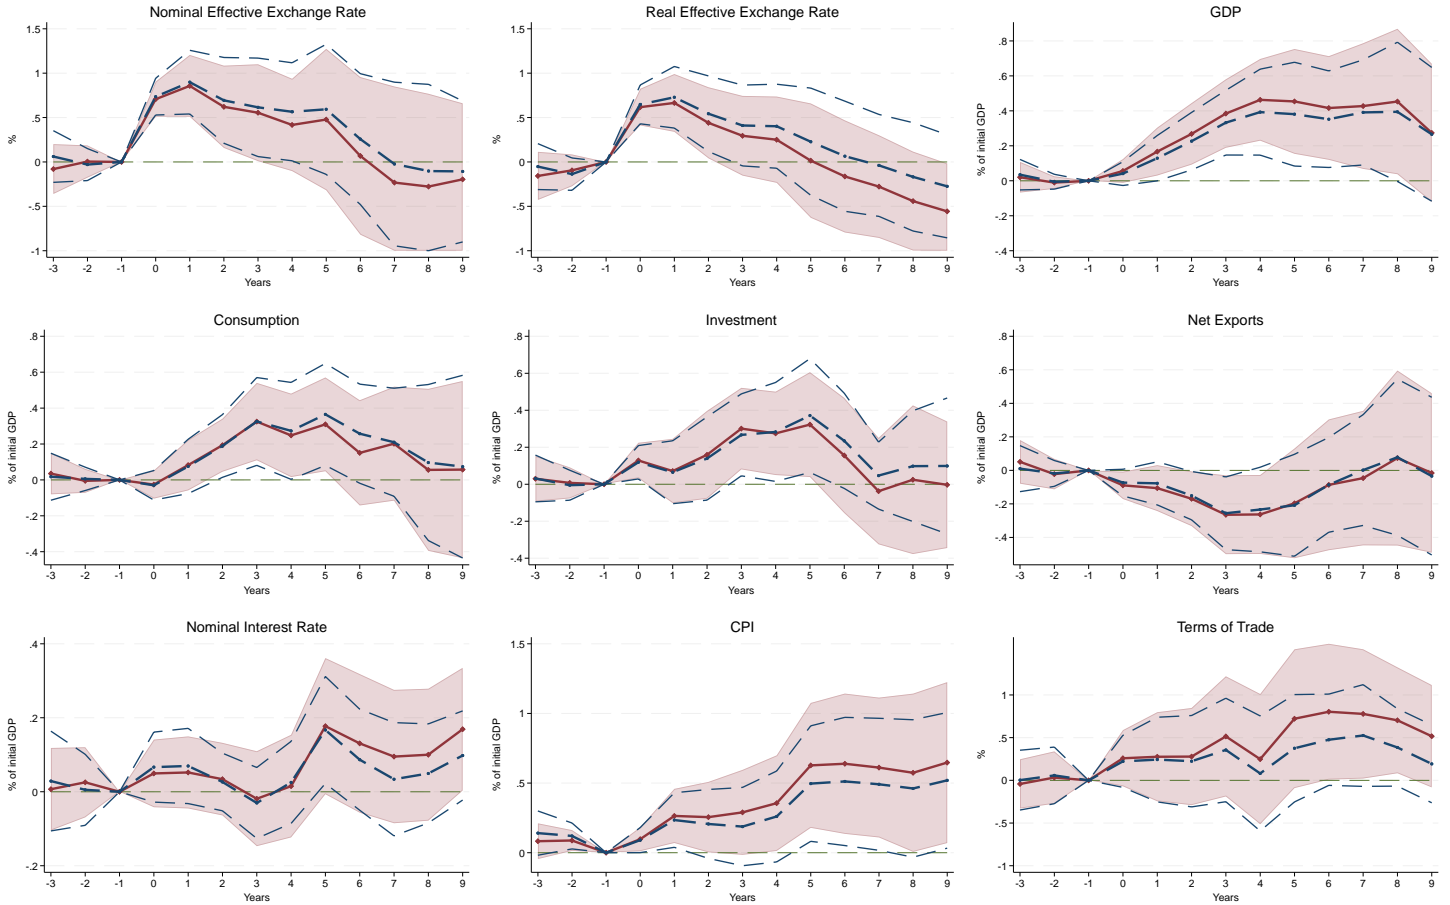 Nominal Effective Exchange Rate
1.5
1
.5
0
-.5
-1
%
-3 -2 -1 0 1 2 3 4 5 6 7 8 9
Years
Real Effective Exchange Rate
1.5
1
.5
0
-.5
-1
%
-3 -2 -1 0 1 2 3 4 5 6 7 8 9
Years
GDP
.8
.6
.4
.2
0
-.2
-.4
% of initial GDP
-3 -2 -1 0 1 2 3 4 5 6 7 8 9
Years
Consumption
.8
.6
.4
.2
0
-.2
-.4
% of initial GDP
-3 -2 -1 0 1 2 3 4 5 6 7 8 9
Years
Investment
.8
.6
.4
.2
0
-.2
-.4
% of initial GDP
-3 -2 -1 0 1 2 3 4 5 6 7 8 9
Years
Net Exports
.8
.6
.4
.2
0
-.2
-.4
% of initial GDP
-3 -2 -1 0 1 2 3 4 5 6 7 8 9
Years
Nominal Interest Rate
.4
.2
0
-.2
% of initial GDP
-3 -2 -1 0 1 2 3 4 5 6 7 8 9
Years
CPI
1.5
1
.5
0
% of initial GDP
-3 -2 -1 0 1 2 3 4 5 6 7 8 9
Years
Terms of Trade
1
.5
0
-.5
-1
%
-3 -2 -1 0 1 2 3 4 5 6 7 8 9
Years